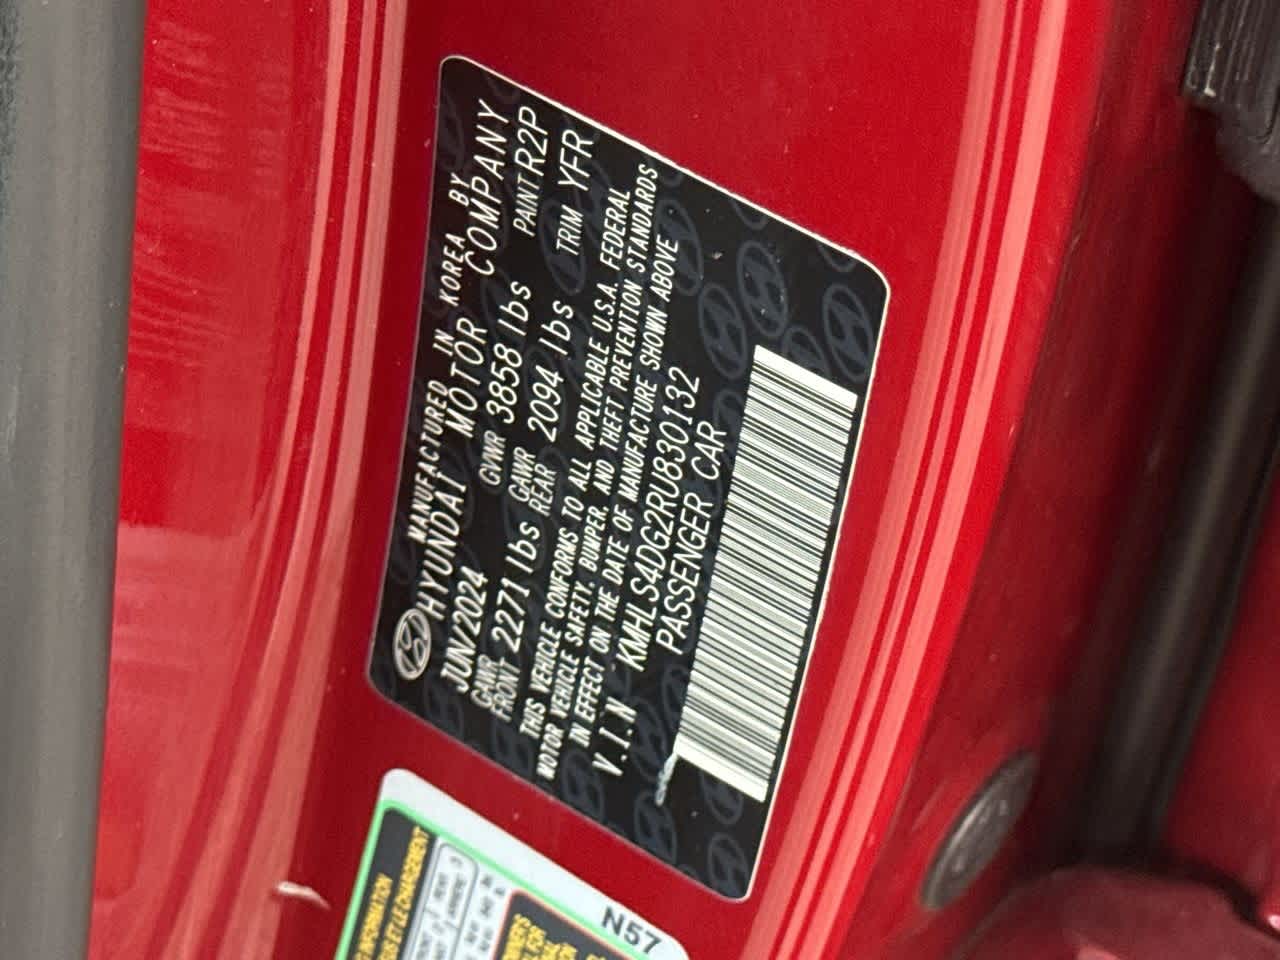 MANUFACTURED IN KOREA BY
HYUNDAI MOTOR COMPANY
JUN/2024 GVWR 3858 lbs PAINT R2P
GAWR FRONT 2271 lbs GAWR REAR 2094 lbs TRIM YFR
THIS VEHICLE CONFORMS TO ALL APPLICABLE U.S.A. FEDERAL
MOTOR VEHICLE SAFETY, BUMPER, AND THEFT PREVENTION STANDARDS
IN EFFECT ON THE DATE OF MANUFACTURE SHOWN ABOVE
V.I.N KMHLS4DG2RU830132
PASSENGER CAR
N57